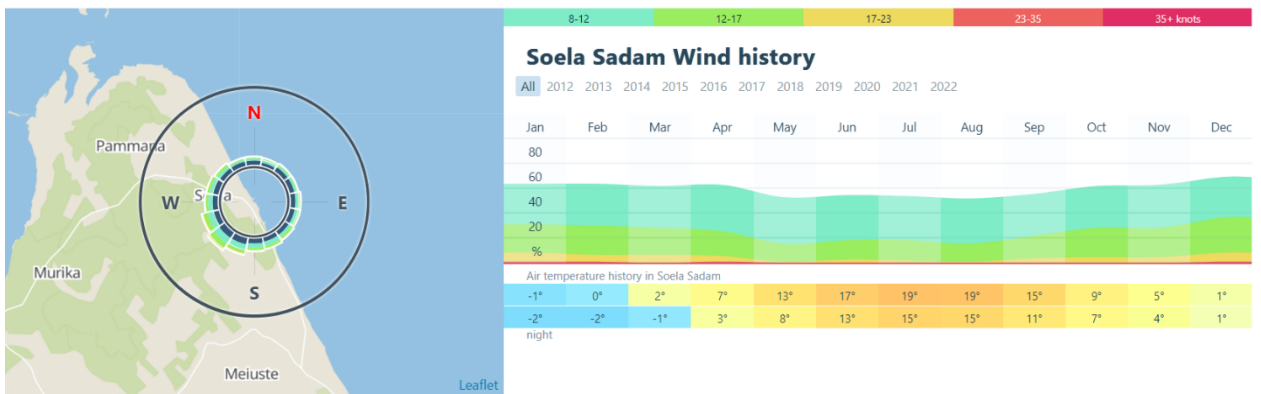 8-12 12-17 17-23 23-35 35+ knots
Soela Sadam Wind history
All 2012 2013 2014 2015 2016 2017 2018 2019 2020 2021 2022
Jan Feb Mar Apr May Jun Jul Aug Sep Oct Nov Dec
80
60
40
20
%
Air temperature history in Soela Sadam
-1° 0° 2° 7° 13° 17° 19° 19° 15° 9° 5° 1°
-2° -2° -1° 3° 8° 13° 15° 15° 11° 7° 4° 1°
night
N
Pammana
W
E
Murika
S
Meiuste
Leaflet